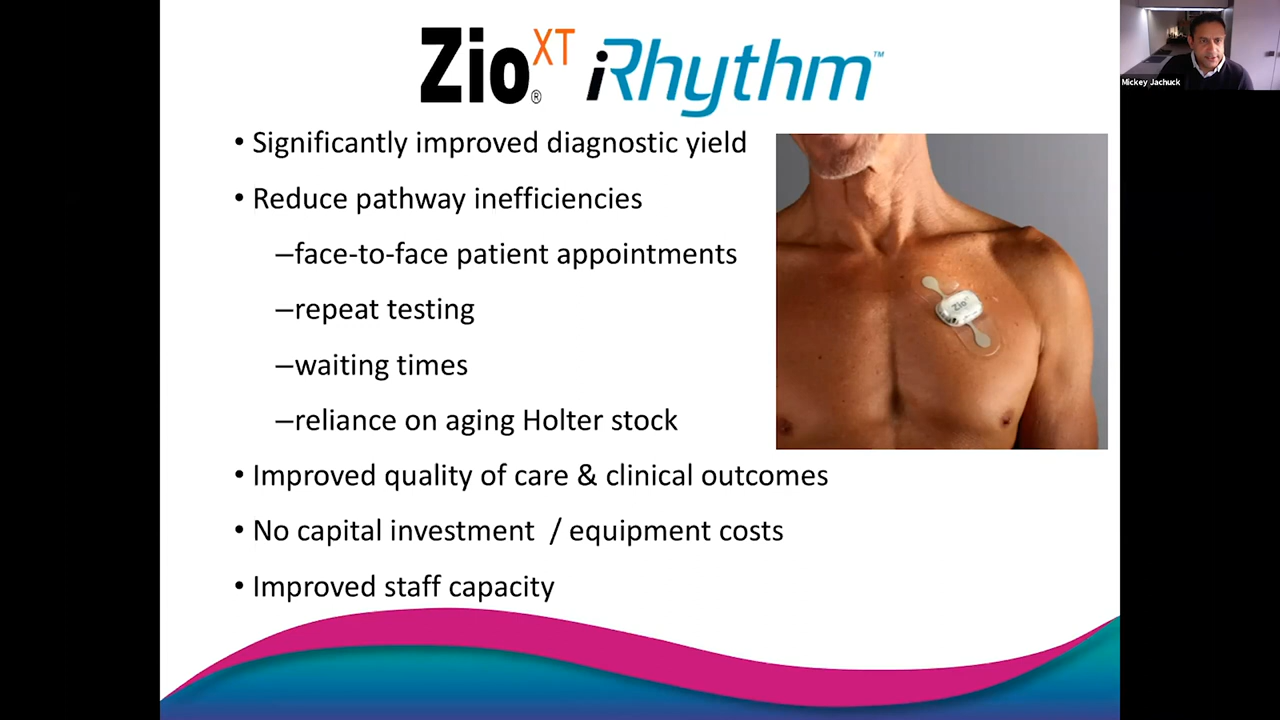 ZioXT® iRhythm™
Mickey Jachuck
• Significantly improved diagnostic yield
• Reduce pathway inefficiencies
–face-to-face patient appointments
–repeat testing
–waiting times
–reliance on aging Holter stock
• Improved quality of care & clinical outcomes
• No capital investment / equipment costs
• Improved staff capacity
Zio